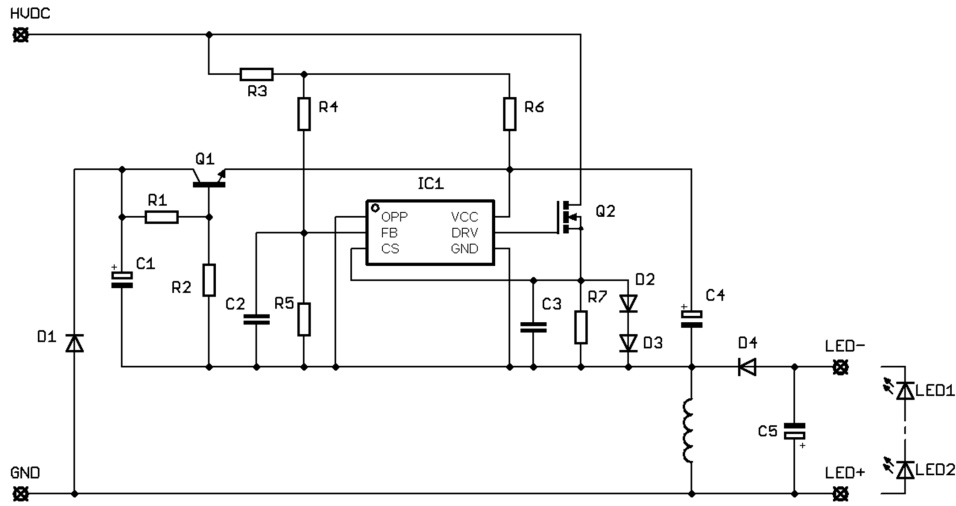 HVDC
R3
R4
R6
Q1
IC1
R1
OPP
VCC
Q2
FB
DRV
CS
GND
C1
R2
C2
R5
C3
R7
D2
C4
D1
D3
D4
LED-
LED1
C5
GND
LED+
LED2